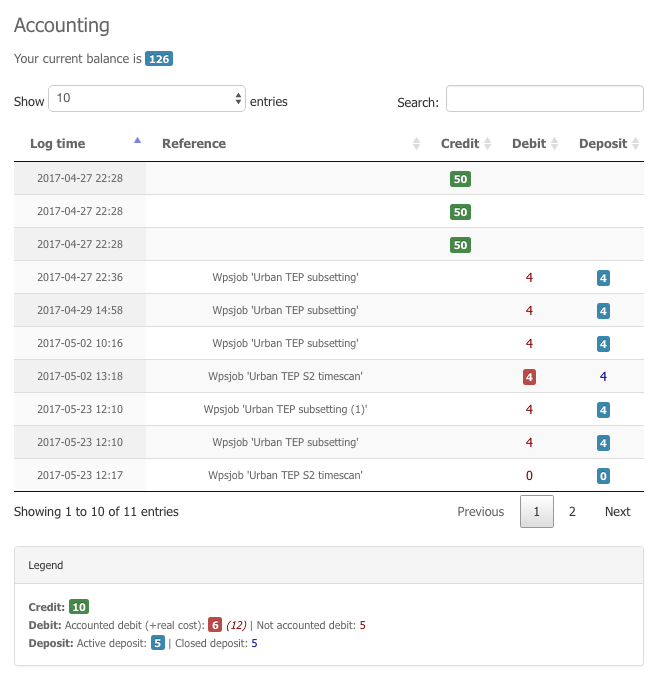 Accounting
Your current balance is 126
Show 10 entries Search:
Log time Reference Credit Debit Deposit
2017-04-27 22:28 50
2017-04-27 22:28 50
2017-04-27 22:28 50
2017-04-27 22:36 Wpsjob 'Urban TEP subsetting' 4 4
2017-04-29 14:58 Wpsjob 'Urban TEP subsetting' 4 4
2017-05-02 10:16 Wpsjob 'Urban TEP subsetting' 4 4
2017-05-02 13:18 Wpsjob 'Urban TEP S2 timescan' 4 4
2017-05-23 12:10 Wpsjob 'Urban TEP subsetting (1)' 4 4
2017-05-23 12:10 Wpsjob 'Urban TEP subsetting' 4 4
2017-05-23 12:17 Wpsjob 'Urban TEP S2 timescan' 0 0
Showing 1 to 10 of 11 entries Previous 1 2 Next
Legend
Credit: 10
Debit: Accounted debit (+real cost): 6 (12) | Not accounted debit: 5
Deposit: Active deposit: 5 | Closed deposit: 5